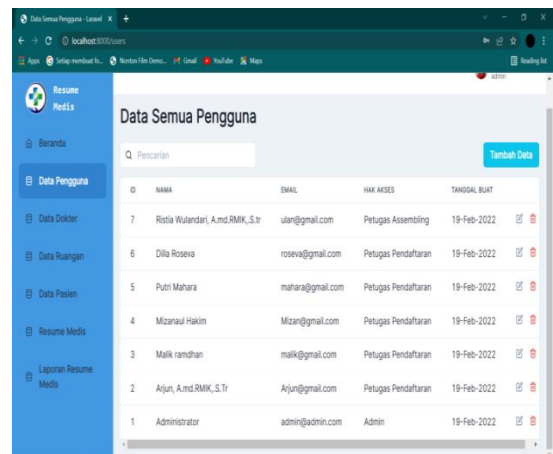 Data Semua Pengguna - Laravel
localhost:8000/users
Apps Setiap membuat fo... Nonton Film Demo... Gmail YouTube Maps Reading list
admin
Resume
Medis
Beranda
Data Pengguna
Data Dokter
Data Ruangan
Data Pasien
Resume Medis
Laporan Resume
Medis
Data Semua Pengguna
Pencarian Tambah Data
ID NAMA EMAIL HAK AKSES TANGGAL BUAT
7 Ristia Wulandari, A.md.RMIK,.S.tr ulan@gmail.com Petugas Assembling 19-Feb-2022
6 Dilla Roseva roseva@gmail.com Petugas Pendaftaran 19-Feb-2022
5 Putri Mahara mahara@gmail.com Petugas Pendaftaran 19-Feb-2022
4 Mizanaul Hakim Mizan@gmail.com Petugas Pendaftaran 19-Feb-2022
3 Malik ramdhan malik@gmail.com Petugas Pendaftaran 19-Feb-2022
2 Arjun, A.md.RMIK,.S.Tr Arjun@gmail.com Petugas Pendaftaran 19-Feb-2022
1 Administrator admin@admin.com Admin 19-Feb-2022